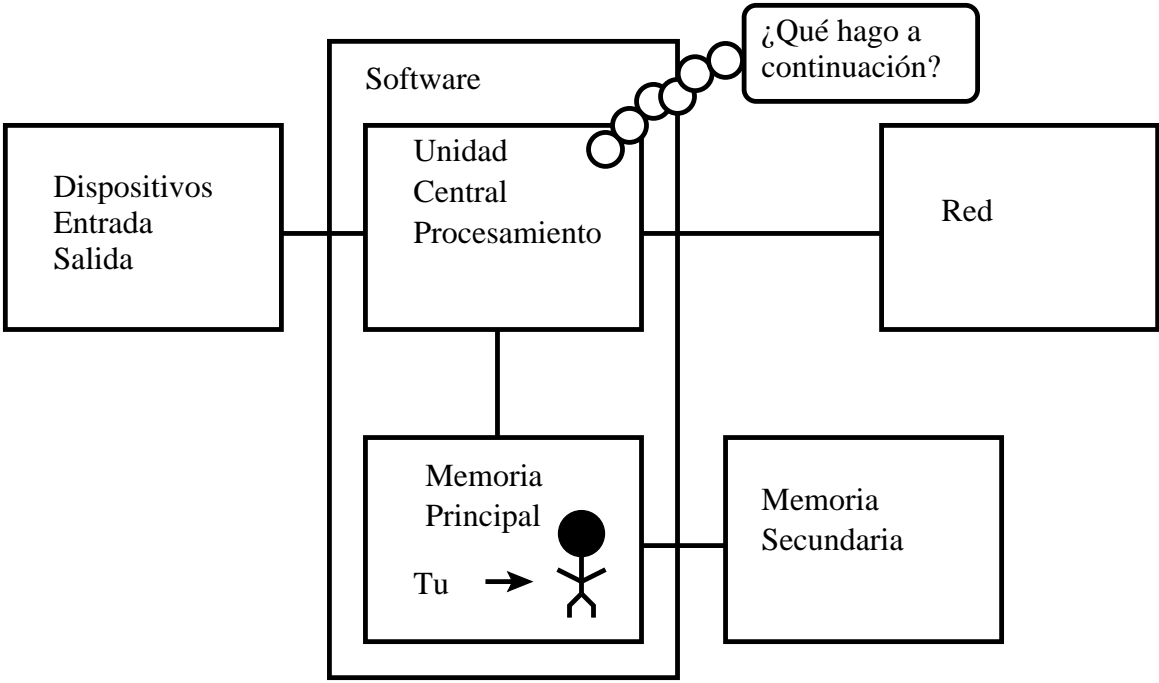 ¿Qué hago a
continuación?
Software
Dispositivos
Entrada
Salida
Unidad
Central
Procesamiento
Red
Memoria
Principal
Tu
Memoria
Secundaria